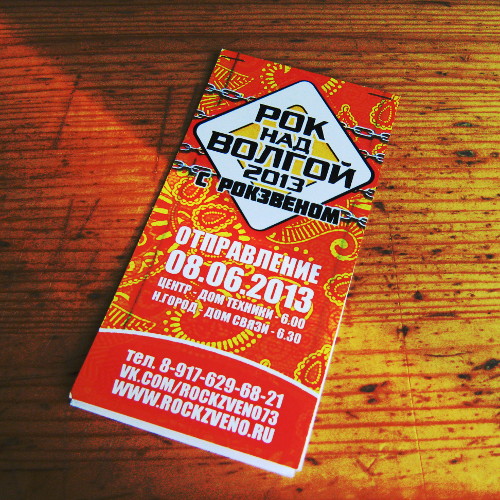 РОК
НАД
ВОЛГОЙ
2013
С РОКЗВЕНОМ
ОТПРАВЛЕНИЕ
08.06.2013
ЦЕНТР - ДОМ ТЕХНИКИ - 6.00
Н.ГОРОД - ДОМ СВЯЗИ - 6.30
тел. 8-917-629-68-21
VK.COM/ROCKZVENO73
WWW.ROCKZVENO.RU